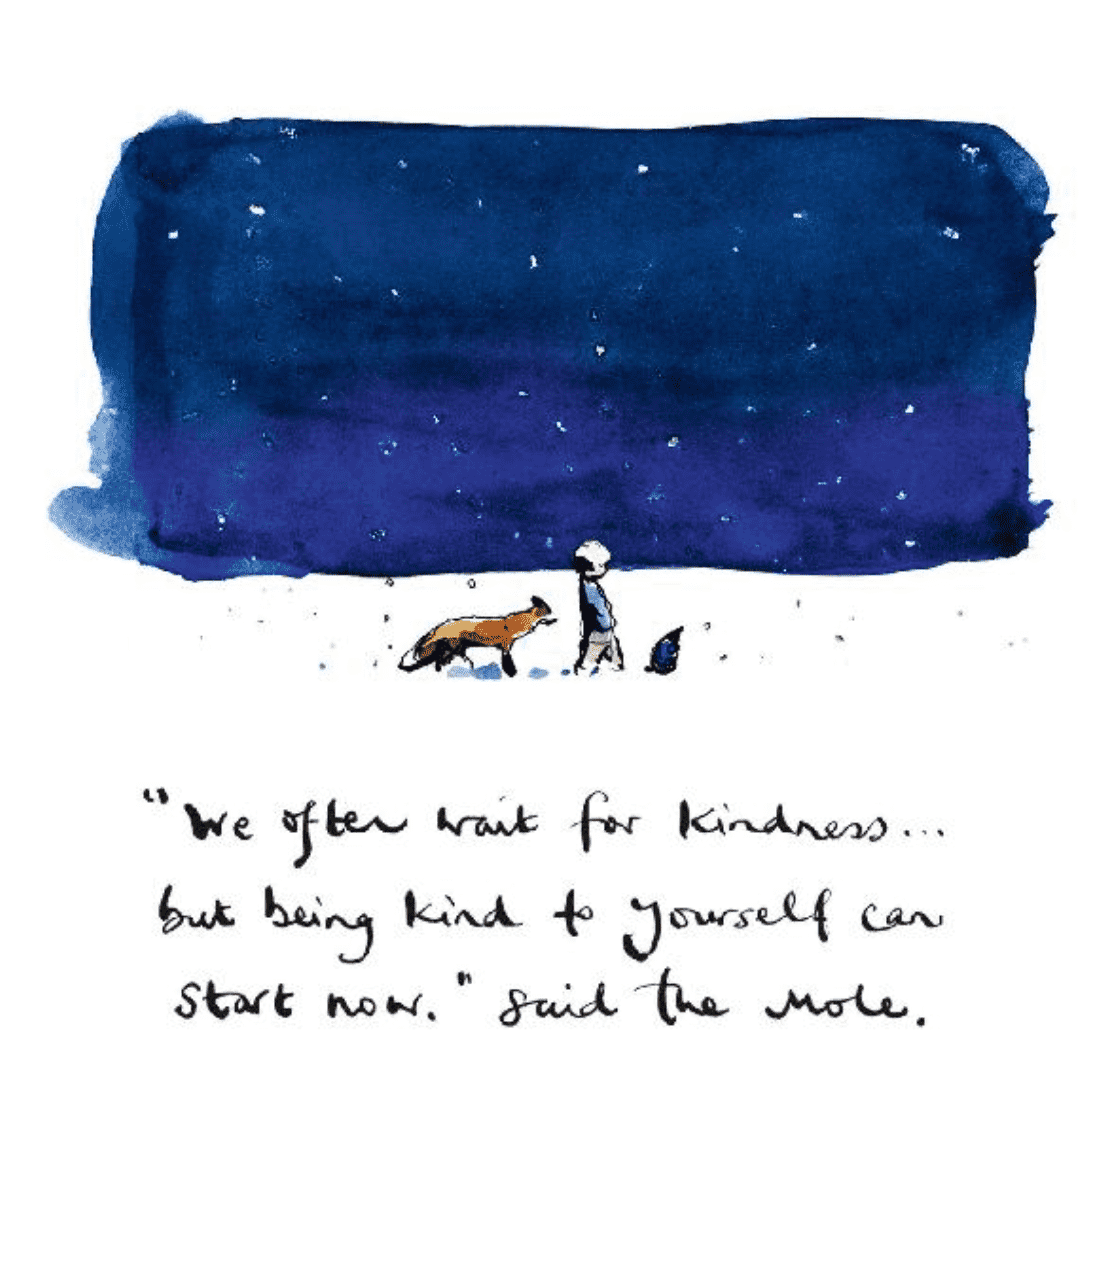 "We often wait for kindness...
but being kind to yourself can
start now." said the mole.